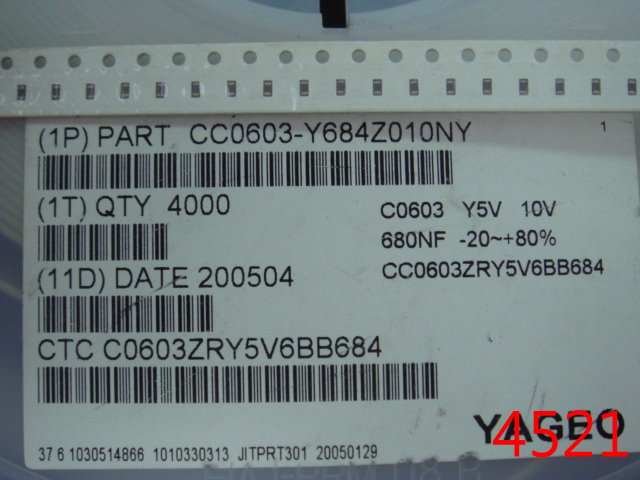 (1P) PART CC0603-Y684Z010NY
1
(1T) QTY 4000
C0603 Y5V 10V
680NF -20~+80%
(11D) DATE 200504
CC0603ZRY5V6BB684
CTC C0603ZRY5V6BB684
YAGEO
4521
37 6 1030514866 1010330313 JITPRT301 20050129